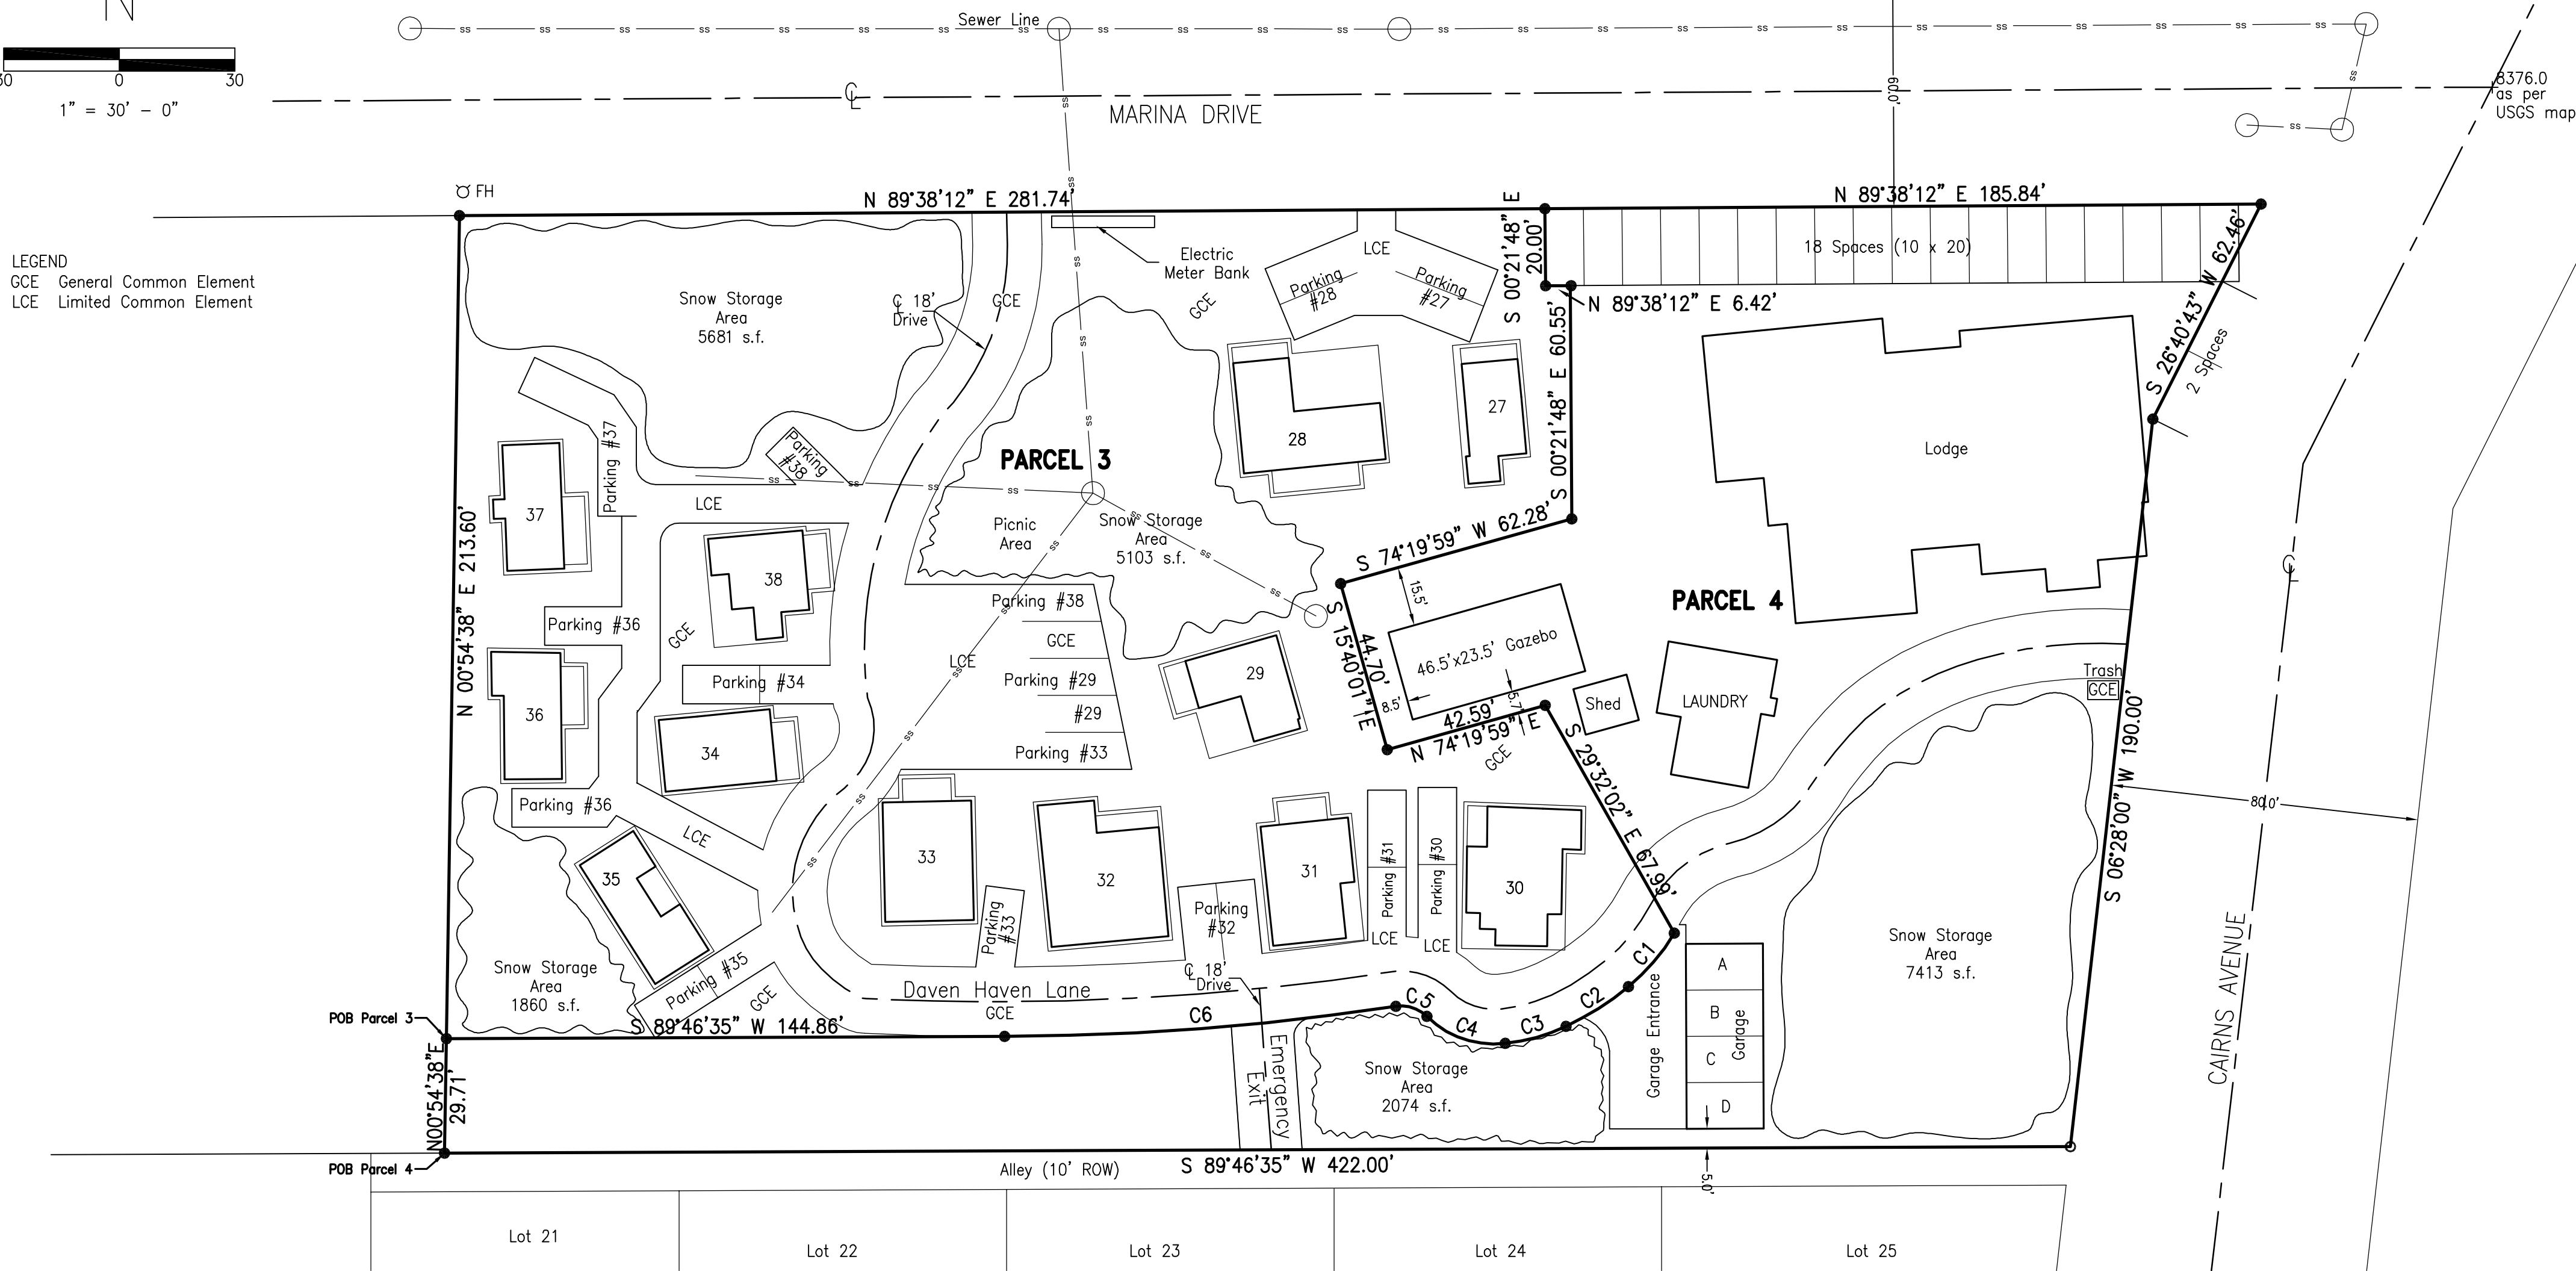 N
Sewer Line
30 0 30
1" = 30' - 0"
MARINA DRIVE
60.0'
8376.0
as per
USGS map
FH
N 89°38'12" E 281.74'
N 89°38'12" E 185.84'
LEGEND
GCE General Common Element
LCE Limited Common Element
Snow Storage
Area
5681 s.f.
℄ 18'
Drive
GCE
Electric
Meter Bank
GCE
LCE
Parking
#28
Parking
#27
S 00°21'48" E
20.00'
N 89°38'12" E 6.42'
18 Spaces (10 x 20)
S 26°40'43" W 62.46'
2 Spaces
S 00°21'48" E 60.55'
28
27
Lodge
PARCEL 3
Parking #37
Parking
#38
LCE
37
38
Picnic
Area
Snow Storage
Area
5103 s.f.
S 74°19'59" W 62.28'
15.5'
PARCEL 4
N 00°54'38" E 213.60'
Parking #36
GCE
Parking #38
GCE
LCE
Parking #29
#29
Parking #33
29
S 15°40'01" E
44.70'
46.5'x23.5' Gazebo
8.5'
5.7'
42.59'
N 74°19'59" E
GCE
Shed
LAUNDRY
Trash
GCE
Parking #34
36
34
Parking #36
LCE
S 29°32'02" E 67.99'
S 06°28'00" W 190.00'
80.0'
35
33
32
31
Parking #31
Parking #30
30
LCE
LCE
Parking
#33
Parking
#32
Snow Storage
Area
1860 s.f.
Parking #35
GCE
℄ 18'
Drive
Daven Haven Lane
GCE
C1
C2
C3
C4
C5
C6
Garage Entrance
A
B
C
D
Garage
Snow Storage
Area
7413 s.f.
CAIRNS AVENUE
POB Parcel 3
S 89°46'35" W 144.86'
N00°54'38"E
29.71'
Emergency
Exit
Snow Storage
Area
2074 s.f.
POB Parcel 4
Alley (10' ROW)
S 89°46'35" W 422.00'
5.0'
Lot 21
Lot 22
Lot 23
Lot 24
Lot 25